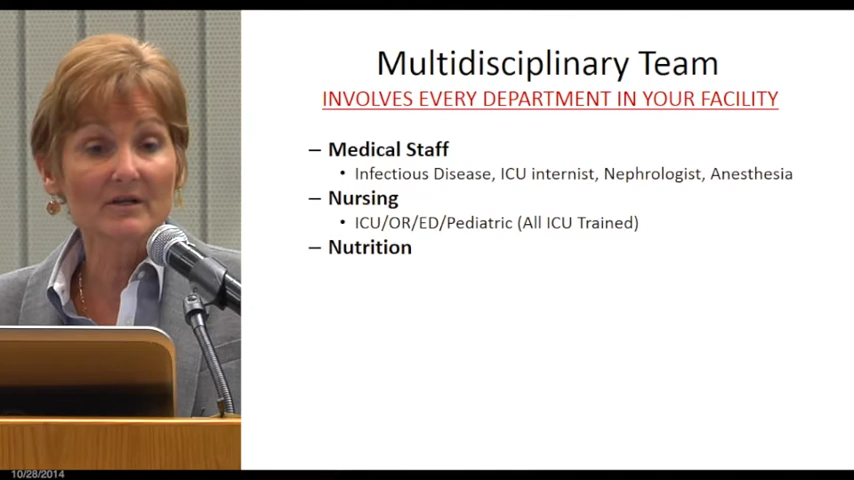 Multidisciplinary Team
INVOLVES EVERY DEPARTMENT IN YOUR FACILITY
– Medical Staff
• Infectious Disease, ICU internist, Nephrologist, Anesthesia
– Nursing
• ICU/OR/ED/Pediatric (All ICU Trained)
– Nutrition
10/28/2014